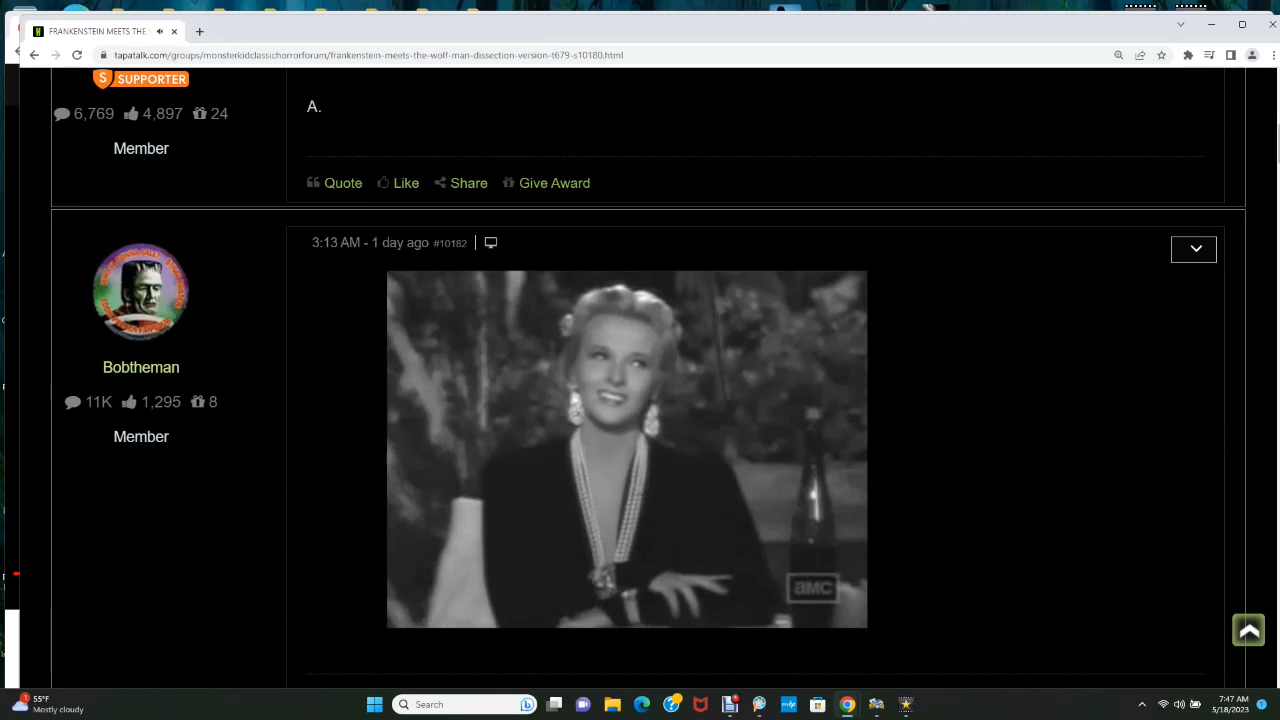 FRANKENSTEIN MEETS THE
tapatalk.com/groups/monsterkidclassichorrorforum/frankenstein-meets-the-wolf-man-dissection-version-t679-s10180.html
S SUPPORTER
6,769 4,897 24
Member
A.
Quote Like Share Give Award
3:13 AM - 1 day ago #10182
Bobtheman
11K 1,295 8
Member
amc
1 55°F
Mostly cloudy
Search
7:47 AM
5/18/2023
1